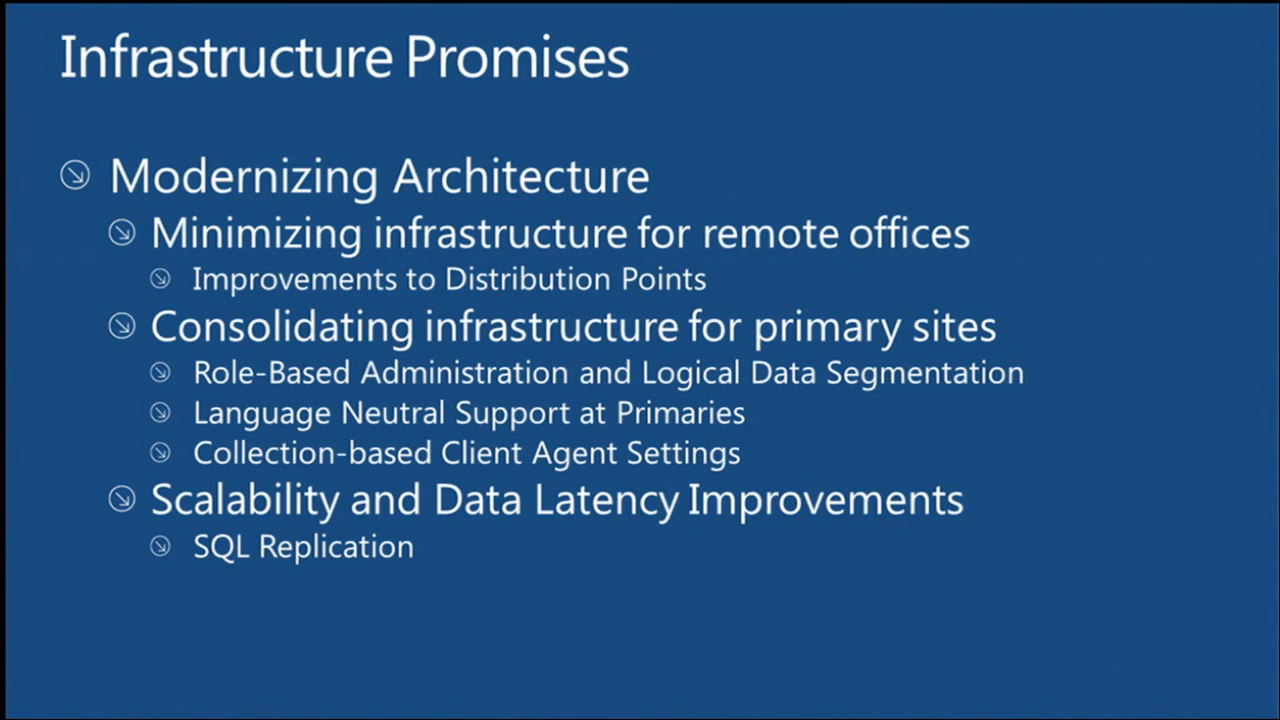 Infrastructure Promises
Modernizing Architecture
Minimizing infrastructure for remote offices
Improvements to Distribution Points
Consolidating infrastructure for primary sites
Role-Based Administration and Logical Data Segmentation
Language Neutral Support at Primaries
Collection-based Client Agent Settings
Scalability and Data Latency Improvements
SQL Replication